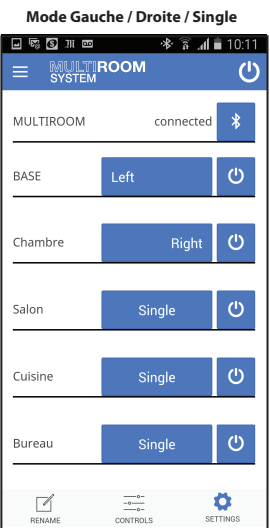 Mode Gauche / Droite / Single
10:11
MULTIROOM
SYSTEM
MULTIROOM connected
BASE Left
Chambre Right
Salon Single
Cuisine Single
Bureau Single
RENAME CONTROLS SETTINGS